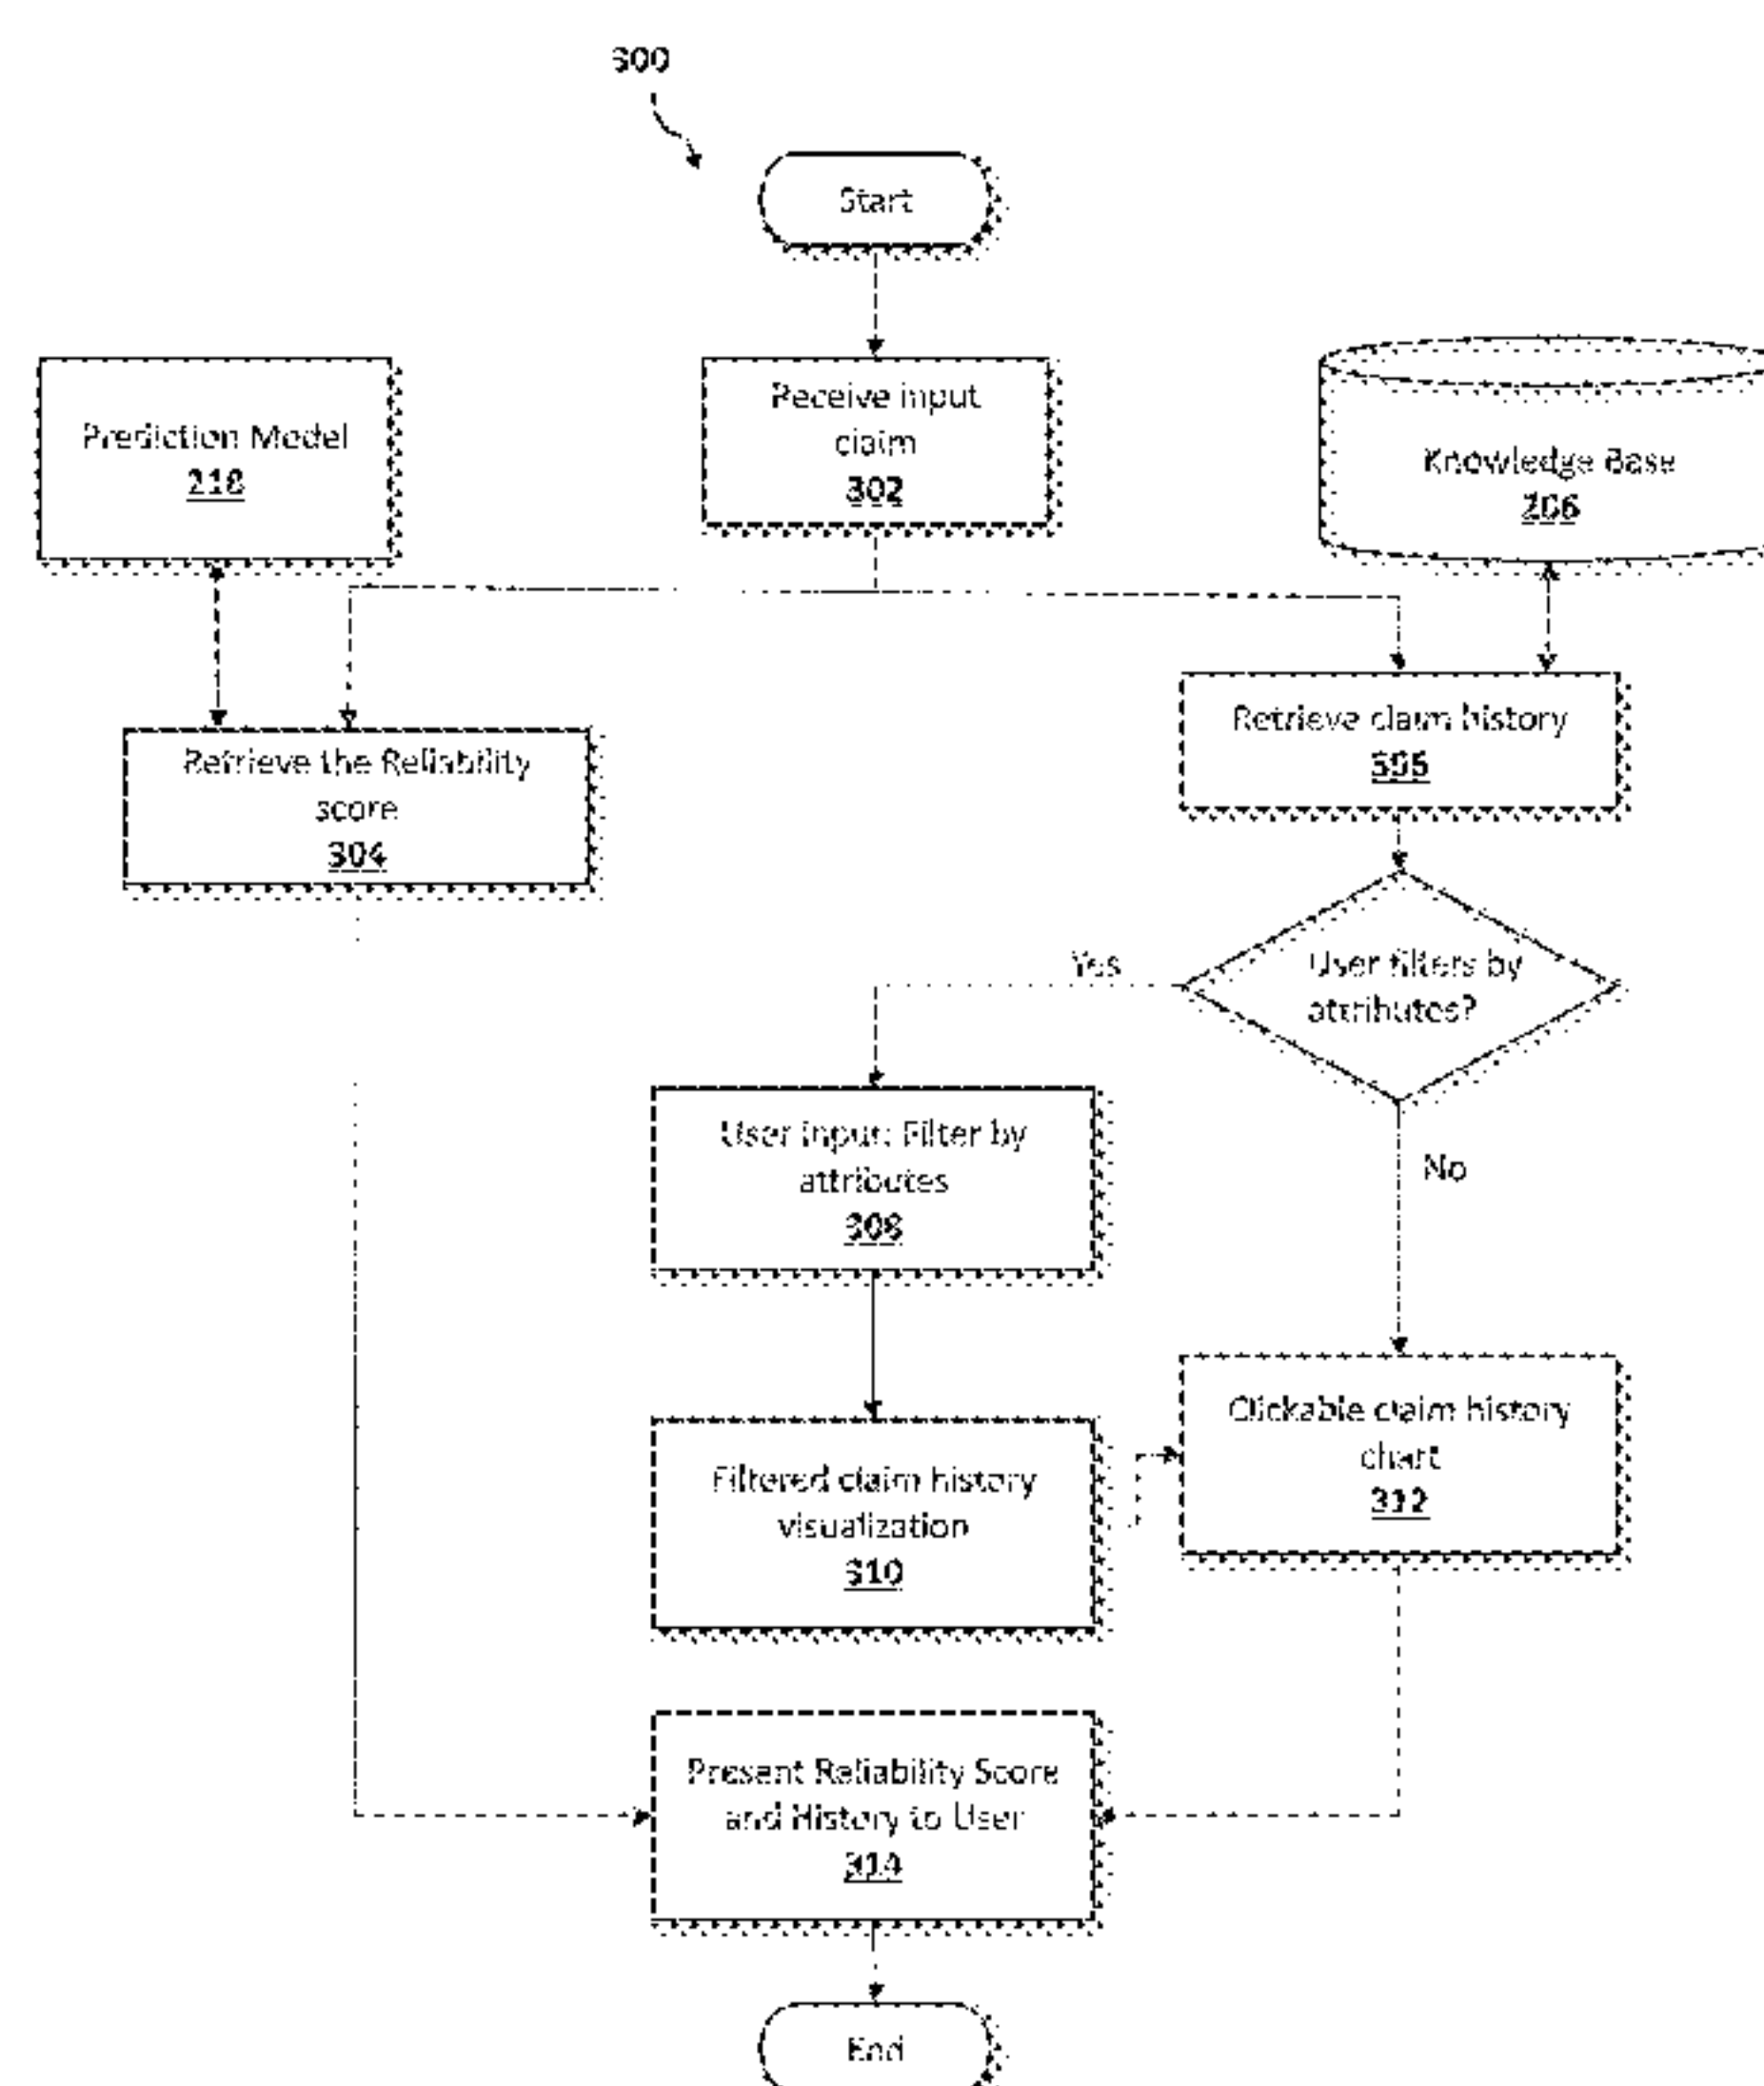 300
Start
Prediction Model
218
Receive input
claim
302
Knowledge Base
206
Retrieve the Reliability
score
304
Retrieve claim history
306
User filters by
attributes?
Yes
No
User input: Filter by
attributes
308
Filtered claim history
visualization
310
Clickable claim history
chart
312
Present Reliability Score
and History to User
314
End